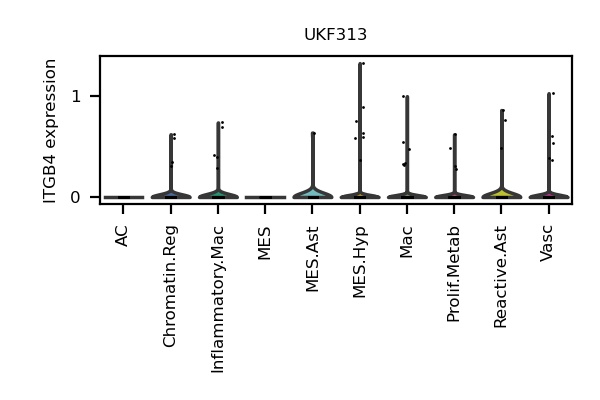 UKF313
ITGB4 expression
1
0
AC
Chromatin.Reg
Inflammatory.Mac
MES
MES.Ast
MES.Hyp
Mac
Prolif.Metab
Reactive.Ast
Vasc